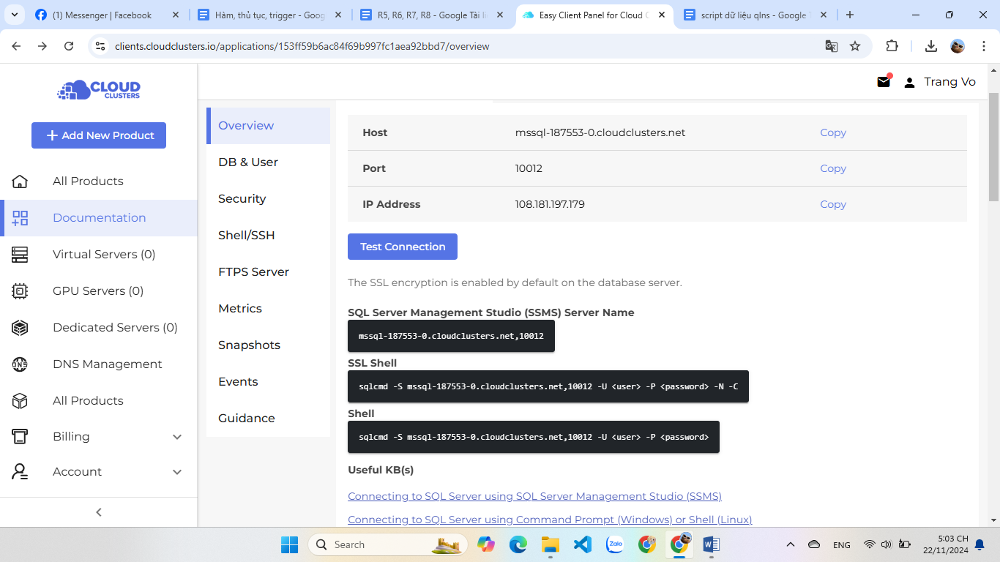 (1) Messenger | Facebook
Hàm, thủ tục, trigger - Goog
R5, R6, R7, R8 - Google Tài li
Easy Client Panel for Cloud C
script dữ liệu qlns - Google T
clients.cloudclusters.io/applications/153ff59b6ac84f69b997fc1aea92bbd7/overview
CLOUD
CLUSTERS
Trang Vo
+ Add New Product
All Products
Documentation
Virtual Servers (0)
GPU Servers (0)
Dedicated Servers (0)
DNS
DNS Management
All Products
Billing
Account
Overview
DB & User
Security
Shell/SSH
FTPS Server
Metrics
Snapshots
Events
Guidance
Host mssql-187553-0.cloudclusters.net Copy
Port 10012 Copy
IP Address 108.181.197.179 Copy
Test Connection
The SSL encryption is enabled by default on the database server.
SQL Server Management Studio (SSMS) Server Name
mssql-187553-0.cloudclusters.net,10012
SSL Shell
sqlcmd -S mssql-187553-0.cloudclusters.net,10012 -U <user> -P <password> -N -C
Shell
sqlcmd -S mssql-187553-0.cloudclusters.net,10012 -U <user> -P <password>
Useful KB(s)
Connecting to SQL Server using SQL Server Management Studio (SSMS)
Connecting to SQL Server using Command Prompt (Windows) or Shell (Linux)
Search
Zalo
ENG
5:03 CH
22/11/2024